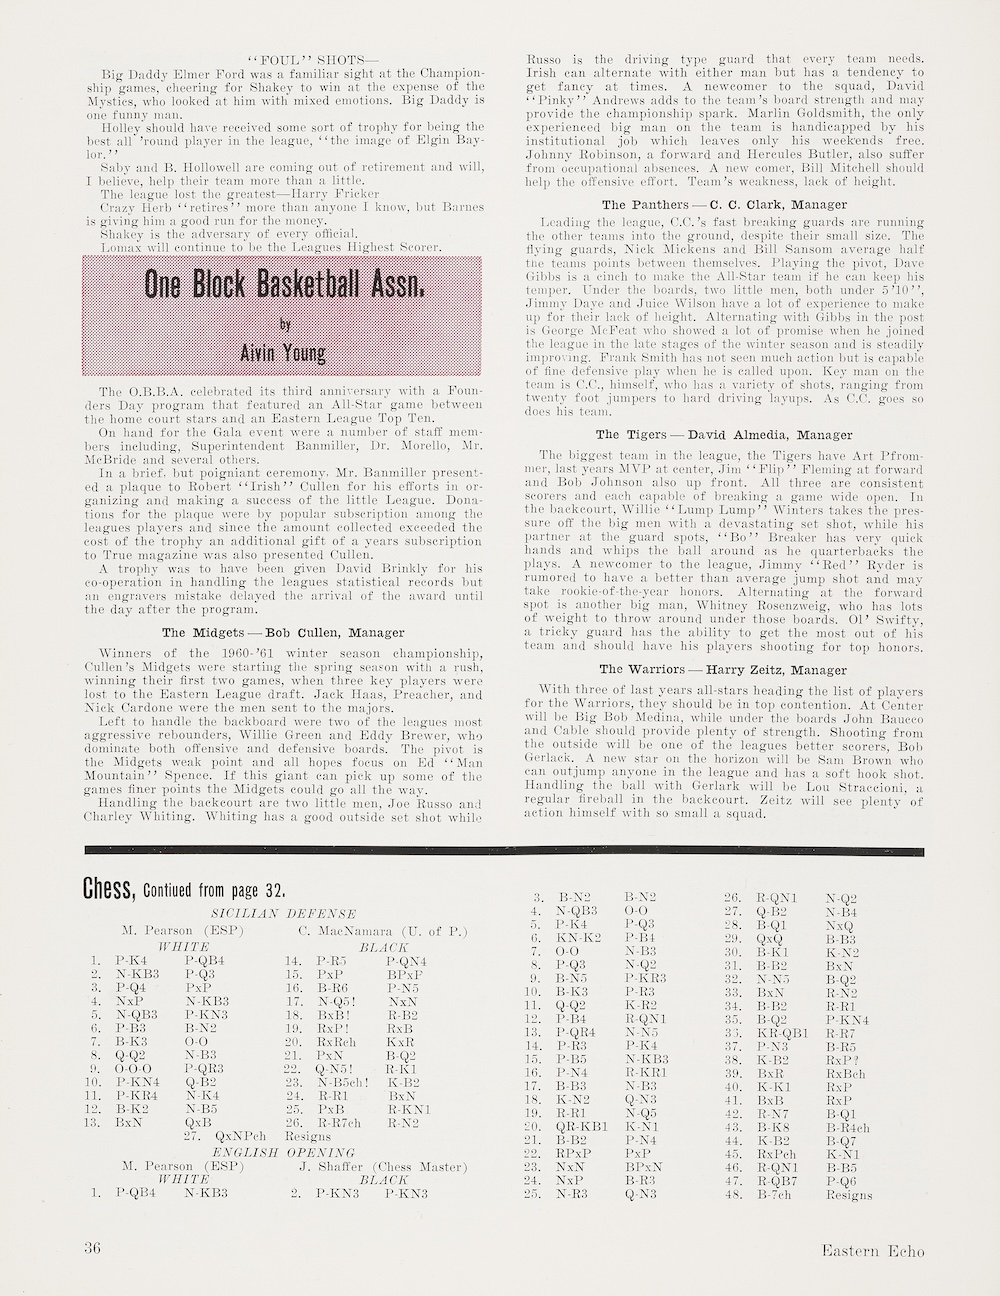 "FOUL" SHOTS—
Big Daddy Elmer Ford was a familiar sight at the Champion-
ship games, cheering for Shakey to win at the expense of the
Mystics, who looked at him with mixed emotions. Big Daddy is
one funny man.
Holley should have received some sort of trophy for being the
best all 'round player in the league, "the image of Elgin Bay-
lor."
Saby and B. Hollowell are coming out of retirement and will,
I believe, help their team more than a little.
The league lost the greatest—Harry Fricker
Crazy Herb "retires" more than anyone I know, but Barnes
is giving him a good run for the money.
Shakey is the adversary of every official.
Lomax will continue to be the Leagues Highest Scorer.
One Block Basketball Assn.
by
Aivin Young
The O.B.B.A. celebrated its third anniversary with a Foun-
ders Day program that featured an All-Star game between
the home court stars and an Eastern League Top Ten.
On hand for the Gala event were a number of staff mem-
bers including, Superintendent Banmiller, Dr. Morello, Mr.
McBride and several others.
In a brief, but poigniant ceremony, Mr. Banmiller present-
ed a plaque to Robert "Irish" Cullen for his efforts in or-
ganizing and making a success of the little League. Dona-
tions for the plaque were by popular subscription among the
leagues players and since the amount collected exceeded the
cost of the trophy an additional gift of a years subscription
to True magazine was also presented Cullen.
A trophy was to have been given David Brinkly for his
co-operation in handling the leagues statistical records but
an engravers mistake delayed the arrival of the award until
the day after the program.
The Midgets — Bob Cullen, Manager
Winners of the 1960-'61 winter season championship,
Cullen's Midgets were starting the spring season with a rush,
winning their first two games, when three key players were
lost to the Eastern League draft. Jack Haas, Preacher, and
Nick Cardone were the men sent to the majors.
Left to handle the backboard were two of the leagues most
aggressive rebounders, Willie Green and Eddy Brewer, who
dominate both offensive and defensive boards. The pivot is
the Midgets weak point and all hopes focus on Ed "Man
Mountain" Spence. If this giant can pick up some of the
games finer points the Midgets could go all the way.
Handling the backcourt are two little men, Joe Russo and
Charley Whiting. Whiting has a good outside set shot while
Russo is the driving type guard that every team needs.
Irish can alternate with either man but has a tendency to
get fancy at times. A newcomer to the squad, David
"Pinky" Andrews adds to the team's board strength and may
provide the championship spark. Marlin Goldsmith, the only
experienced big man on the team is handicapped by his
institutional job which leaves only his weekends free.
Johnny Robinson, a forward and Hercules Butler, also suffer
from occupational absences. A new comer, Bill Mitchell should
help the offensive effort. Team's weakness, lack of height.
The Panthers — C. C. Clark, Manager
Leading the league, C.C.'s fast breaking guards are running
the other teams into the ground, despite their small size. The
flying guards, Nick Mickens and Bill Sansom average half
the teams points between themselves. Playing the pivot, Dave
Gibbs is a cinch to make the All-Star team if he can keep his
temper. Under the boards, two little men, both under 5'10",
Jimmy Daye and Juice Wilson have a lot of experience to make
up for their lack of height. Alternating with Gibbs in the post
is George McFeat who showed a lot of promise when he joined
the league in the late stages of the winter season and is steadily
improving. Frank Smith has not seen much action but is capable
of fine defensive play when he is called upon. Key man on the
team is C.C., himself, who has a variety of shots, ranging from
twenty foot jumpers to hard driving layups. As C.C. goes so
does his team.
The Tigers — David Almedia, Manager
The biggest team in the league, the Tigers have Art Pfrom-
mer, last years MVP at center, Jim "Flip" Fleming at forward
and Bob Johnson also up front. All three are consistent
scorers and each capable of breaking a game wide open. In
the backcourt, Willie "Lump Lump" Winters takes the pres-
sure off the big men with a devastating set shot, while his
partner at the guard spots, "Bo" Breaker has very quick
hands and whips the ball around as he quarterbacks the
plays. A newcomer to the league, Jimmy "Red" Ryder is
rumored to have a better than average jump shot and may
take rookie-of-the-year honors. Alternating at the forward
spot is another big man, Whitney Rosenzweig, who has lots
of weight to throw around under those boards. Ol' Swifty,
a tricky guard has the ability to get the most out of his
team and should have his players shooting for top honors.
The Warriors — Harry Zeitz, Manager
With three of last years all-stars heading the list of players
for the Warriors, they should be in top contention. At Center
will be Big Bob Medina, while under the boards John Baucco
and Cable should provide plenty of strength. Shooting from
the outside will be one of the leagues better scorers, Bob
Gerlack. A new star on the horizon will be Sam Brown who
can outjump anyone in the league and has a soft hook shot.
Handling the ball with Gerlark will be Lou Straccioni, a
regular fireball in the backcourt. Zeitz will see plenty of
action himself with so small a squad.
Chess, Contiued from page 32.
SICILIAN DEFENSE
M. Pearson (ESP) C. MacNamara (U. of P.)
WHITE BLACK
1. P-K4 P-QB4
2. N-KB3 P-Q3
3. P-Q4 PxP
4. NxP N-KB3
5. N-QB3 P-KN3
6. P-B3 B-N2
7. B-K3 O-O
8. Q-Q2 N-B3
9. O-O-O P-QR3
10. P-KN4 Q-B2
11. P-KR4 N-K4
12. B-K2 N-B5
13. BxN QxB
14. P-R5 P-QN4
15. PxP BPxP
16. B-R6 P-N5
17. N-Q5! NxN
18. BxB! R-B2
19. RxP! RxB
20. RxRch KxR
21. PxN B-Q2
22. Q-N5! R-K1
23. N-B5ch! K-B2
24. R-R1 BxN
25. PxB R-KN1
26. R-R7ch R-N2
27. QxNPch Resigns
ENGLISH OPENING
M. Pearson (ESP) J. Shaffer (Chess Master)
WHITE BLACK
1. P-QB4 N-KB3
2. P-KN3 P-KN3
3. B-N2 B-N2
4. N-QB3 O-O
5. P-K4 P-Q3
6. KN-K2 P-B4
7. O-O N-B3
8. P-Q3 N-Q2
9. B-N5 P-KR3
10. B-K3 P-R3
11. Q-Q2 K-R2
12. P-B4 R-QN1
13. P-QR4 N-N5
14. P-R3 P-K4
15. P-B5 N-KB3
16. P-N4 R-KR1
17. B-B3 N-B3
18. K-N2 Q-N3
19. R-R1 N-Q5
20. QR-KB1 K-N1
21. B-B2 P-N4
22. RPxP PxP
23. NxN BPxN
24. NxP B-R3
25. N-R3 Q-N3
26. R-QN1 N-Q2
27. Q-B2 N-B4
28. B-Q1 NxQ
29. QxQ B-B3
30. B-K1 K-N2
31. B-B2 BxN
32. N-N5 B-Q2
33. BxN R-N2
34. B-B2 R-R1
35. B-Q2 P-KN4
KR-QB1 R-R7
37. P-N3 B-R5
38. K-B2 RxP?
39. BxR RxBch
40. K-K1 RxP
41. BxB RxP
42. R-N7 B-Q1
43. B-K8 B-R4ch
44. K-B2 B-Q7
45. RxPch K-N1
46. R-QN1 B-B5
47. R-QB7 P-Q6
48. B-7ch Resigns
36
Eastern Echo